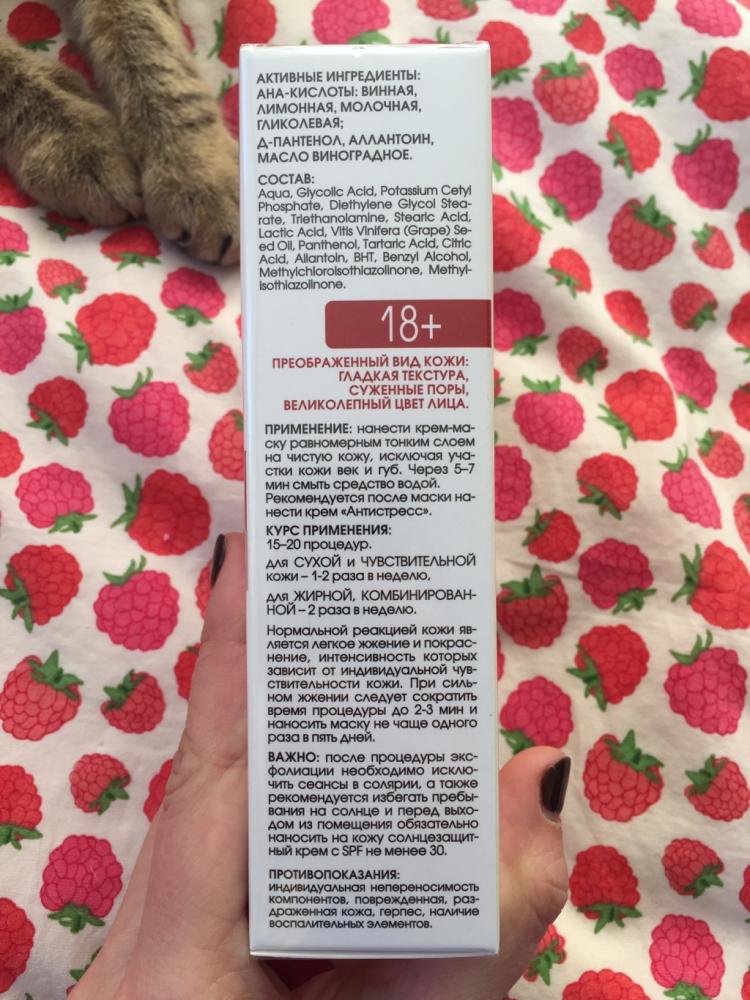 АКТИВНЫЕ ИНГРЕДИЕНТЫ:
АНА-КИСЛОТЫ: ВИННАЯ,
ЛИМОННАЯ, МОЛОЧНАЯ,
ГЛИКОЛЕВАЯ;
Д-ПАНТЕНОЛ, АЛЛАНТОИН,
МАСЛО ВИНОГРАДНОЕ.
СОСТАВ:
Aqua, Glycolic Acid, Potassium Cetyl
Phosphate, Diethylene Glycol Stea-
rate, Triethanolamine, Stearic Acid,
Lactic Acid, Vitis Vinifera (Grape) Se-
ed Oil, Panthenol, Tartaric Acid, Citric
Acid, Allantoin, BHT, Benzyl Alcohol,
Methylchloroisothiazolinone, Methyl-
isothiazolinone.
18+
ПРЕОБРАЖЕННЫЙ ВИД КОЖИ:
ГЛАДКАЯ ТЕКСТУРА,
СУЖЕННЫЕ ПОРЫ,
ВЕЛИКОЛЕПНЫЙ ЦВЕТ ЛИЦА.
ПРИМЕНЕНИЕ: нанести крем-ма-
ску равномерным тонким слоем
на чистую кожу, исключая уча-
стки кожи век и губ. Через 5–7
мин смыть средство водой.
Рекомендуется после маски на-
нести крем «Антистресс».
КУРС ПРИМЕНЕНИЯ:
15–20 процедур.
для СУХОЙ и ЧУВСТВИТЕЛЬНОЙ
кожи – 1-2 раза в неделю,
для ЖИРНОЙ, КОМБИНИРОВАН-
НОЙ – 2 раза в неделю.
Нормальной реакцией кожи яв-
ляется легкое жжение и покрас-
нение, интенсивность которых
зависит от индивидуальной чув-
ствительности кожи. При силь-
ном жжении следует сократить
время процедуры до 2-3 мин и
наносить маску не чаще одного
раза в пять дней.
ВАЖНО: после процедуры экс-
фолиации необходимо исклю-
чить сеансы в солярии, а также
рекомендуется избегать пребы-
вания на солнце и перед выхо-
дом из помещения обязательно
наносить на кожу солнцезащит-
ный крем с SPF не менее 30.
ПРОТИВОПОКАЗАНИЯ:
индивидуальная непереносимость
компонентов, поврежденная, раз-
драженная кожа, герпес, наличие
воспалительных элементов.